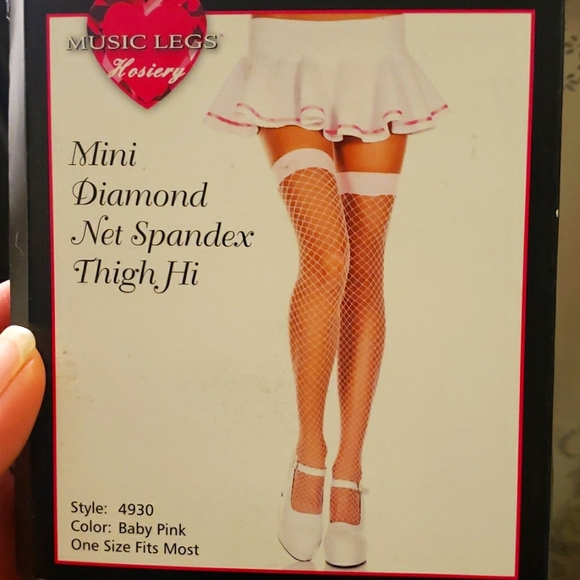 MUSIC LEGS
Hosiery
Mini
Diamond
Net Spandex
Thigh Hi
Style: 4930
Color: Baby Pink
One Size Fits Most